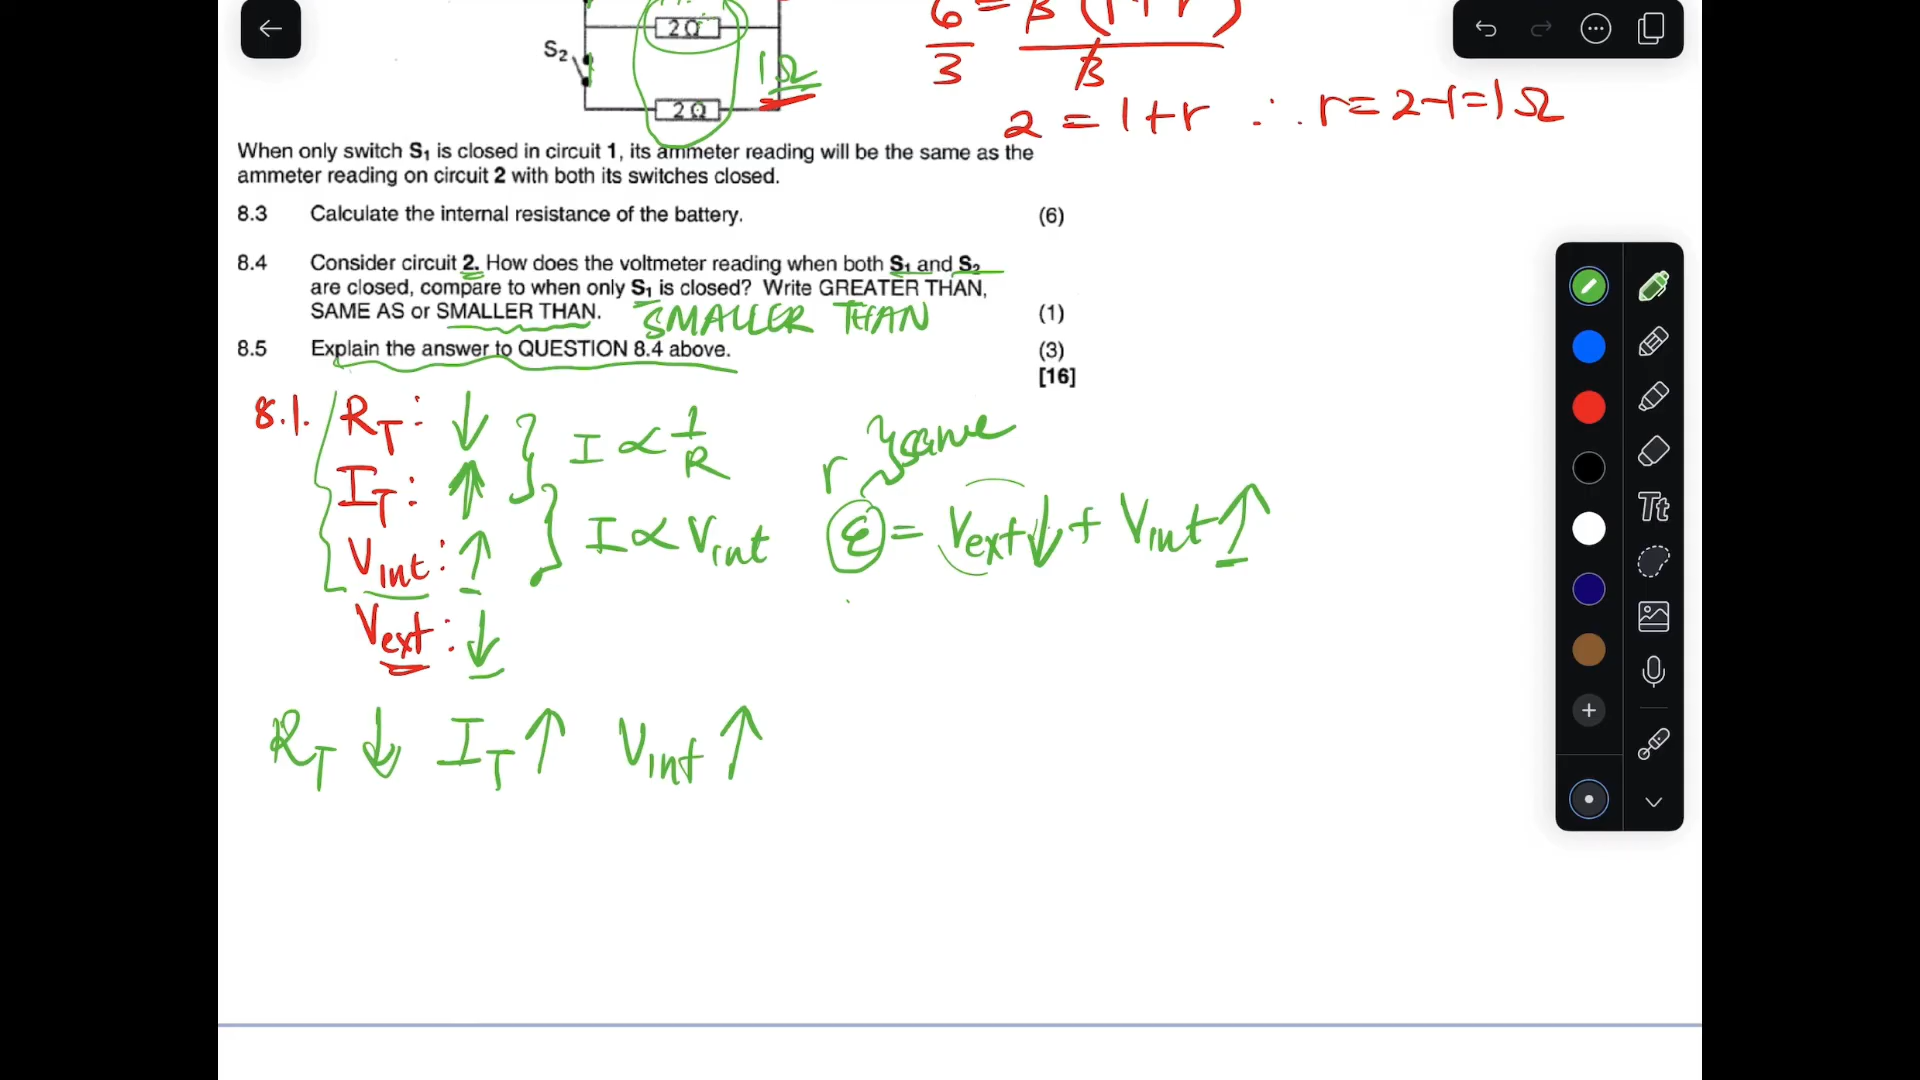 2Ω
6 = β (1+r)
3 β
S₂
1Ω
2Ω
2 = 1+r ∴ r=2-1=1Ω
When only switch S₁ is closed in circuit 1, its ammeter reading will be the same as the
ammeter reading on circuit 2 with both its switches closed.
8.3 Calculate the internal resistance of the battery. (6)
8.4 Consider circuit 2. How does the voltmeter reading when both S₁ and S₂
are closed, compare to when only S₁ is closed? Write GREATER THAN,
SAME AS or SMALLER THAN. SMALLER THAN (1)
8.5 Explain the answer to QUESTION 8.4 above. (3)
[16]
8.1. R_T : ↓ I ∝ 1/R
r same
I_T : ↑
V_int : ↑ I ∝ V_int ε = V_ext ↓ + V_int ↑
V_ext : ↓
R_T ↓ I_T ↑ V_int ↑
Tt